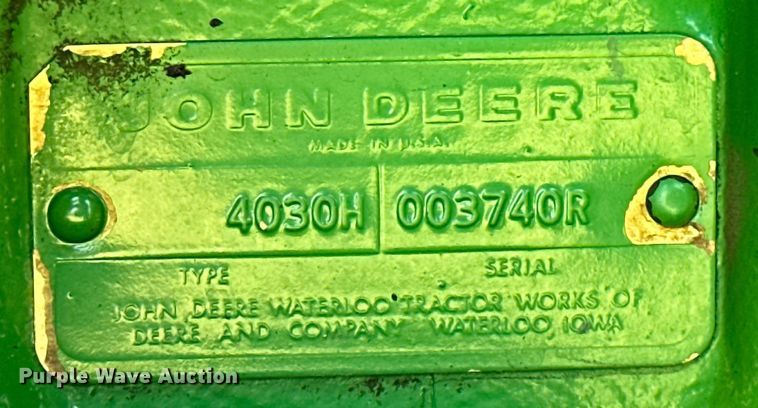 JOHN DEERE
MADE IN U.S.A.
4030H 003740R
TYPE SERIAL
JOHN DEERE WATERLOO TRACTOR WORKS OF
DEERE AND COMPANY WATERLOO IOWA
Purple Wave Auction